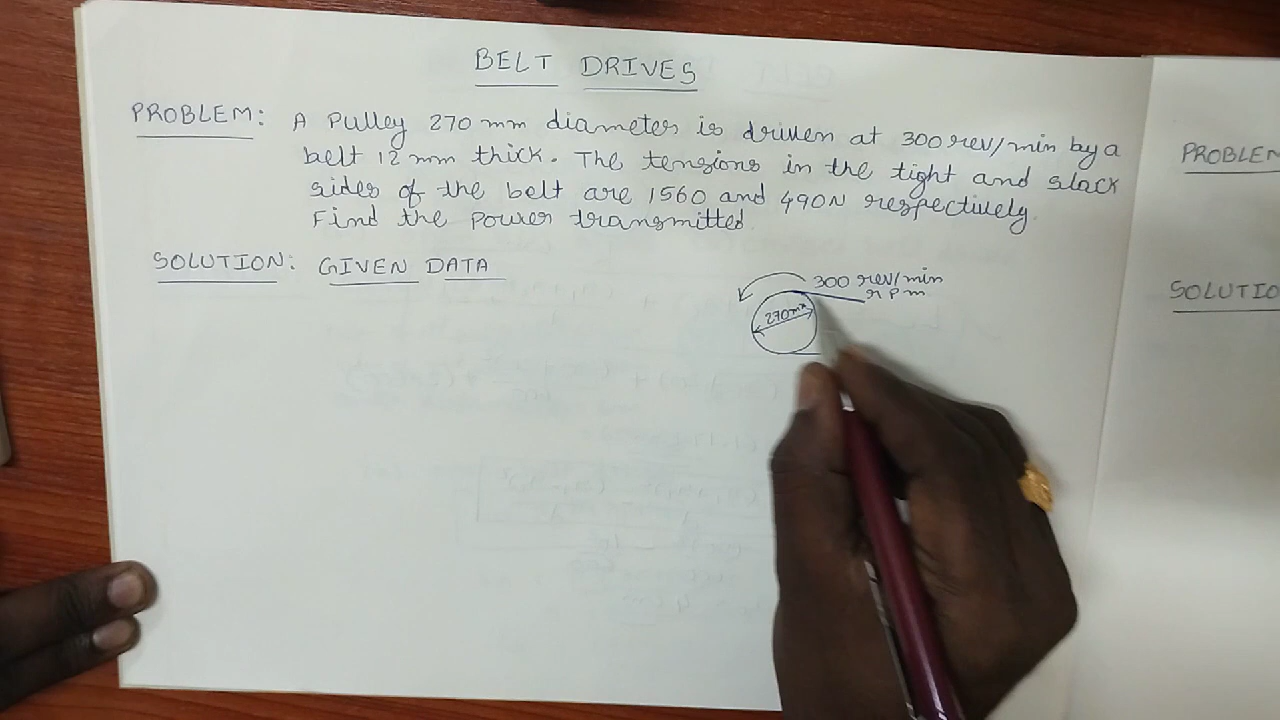 BELT DRIVES
PROBLEM: A Pulley 270 mm diameter is driven at 300 rev/min by a
belt 12 mm thick. The tensions in the tight and slack
sides of the belt are 1560 and 490N respectively.
Find the power transmitted.
SOLUTION: GIVEN DATA
300 rev/min
rpm
270mm
PROBLEM
SOLUTIO